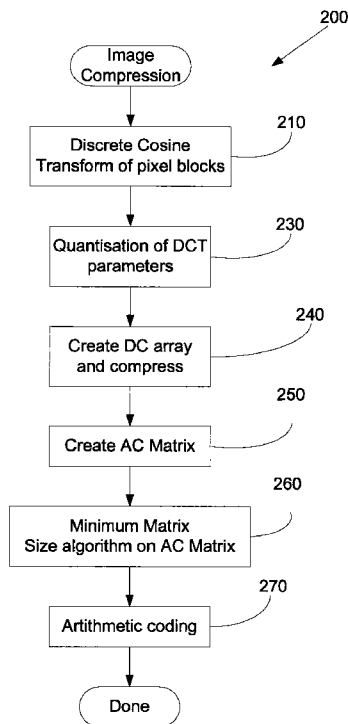 200
Image
Compression
210
Discrete Cosine
Transform of pixel blocks
230
Quantisation of DCT
parameters
240
Create DC array
and compress
250
Create AC Matrix
260
Minimum Matrix
Size algorithm on AC Matrix
270
Artithmetic coding
Done